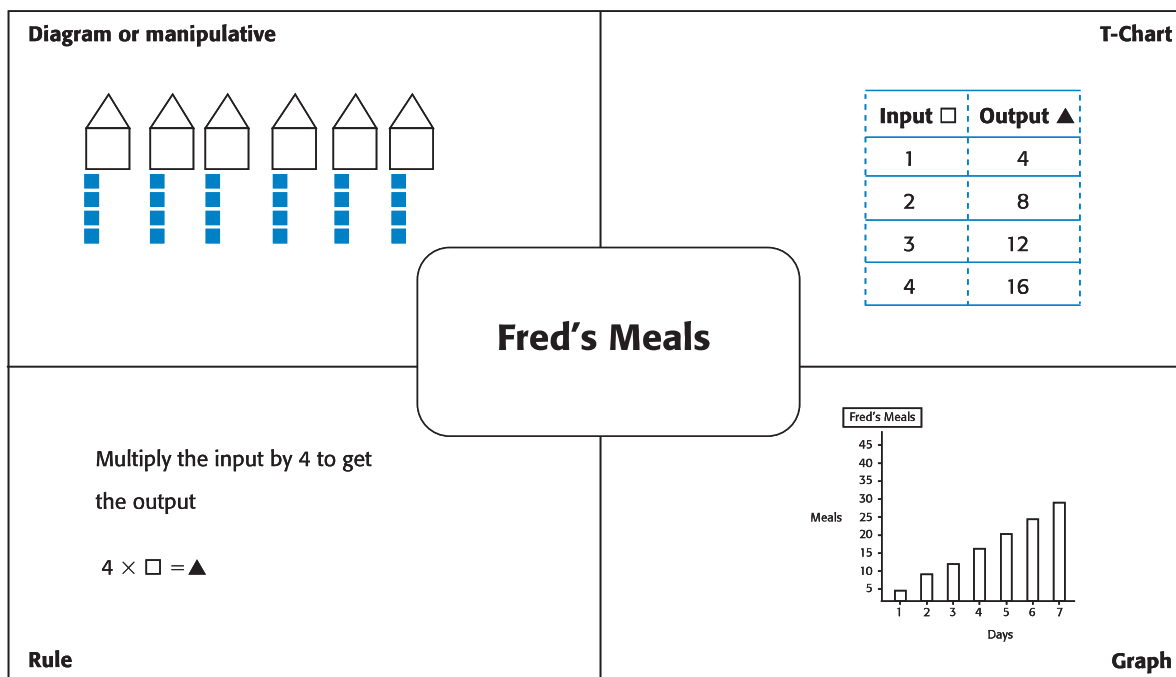 Diagram or manipulative
T-Chart
Input □ Output ▲
1 4
2 8
3 12
4 16
Fred's Meals
Multiply the input by 4 to get
the output
4 × □ = ▲
Rule
Fred's Meals
45
40
35
30
Meals 25
20
15
10
5
1 2 3 4 5 6 7
Days
Graph